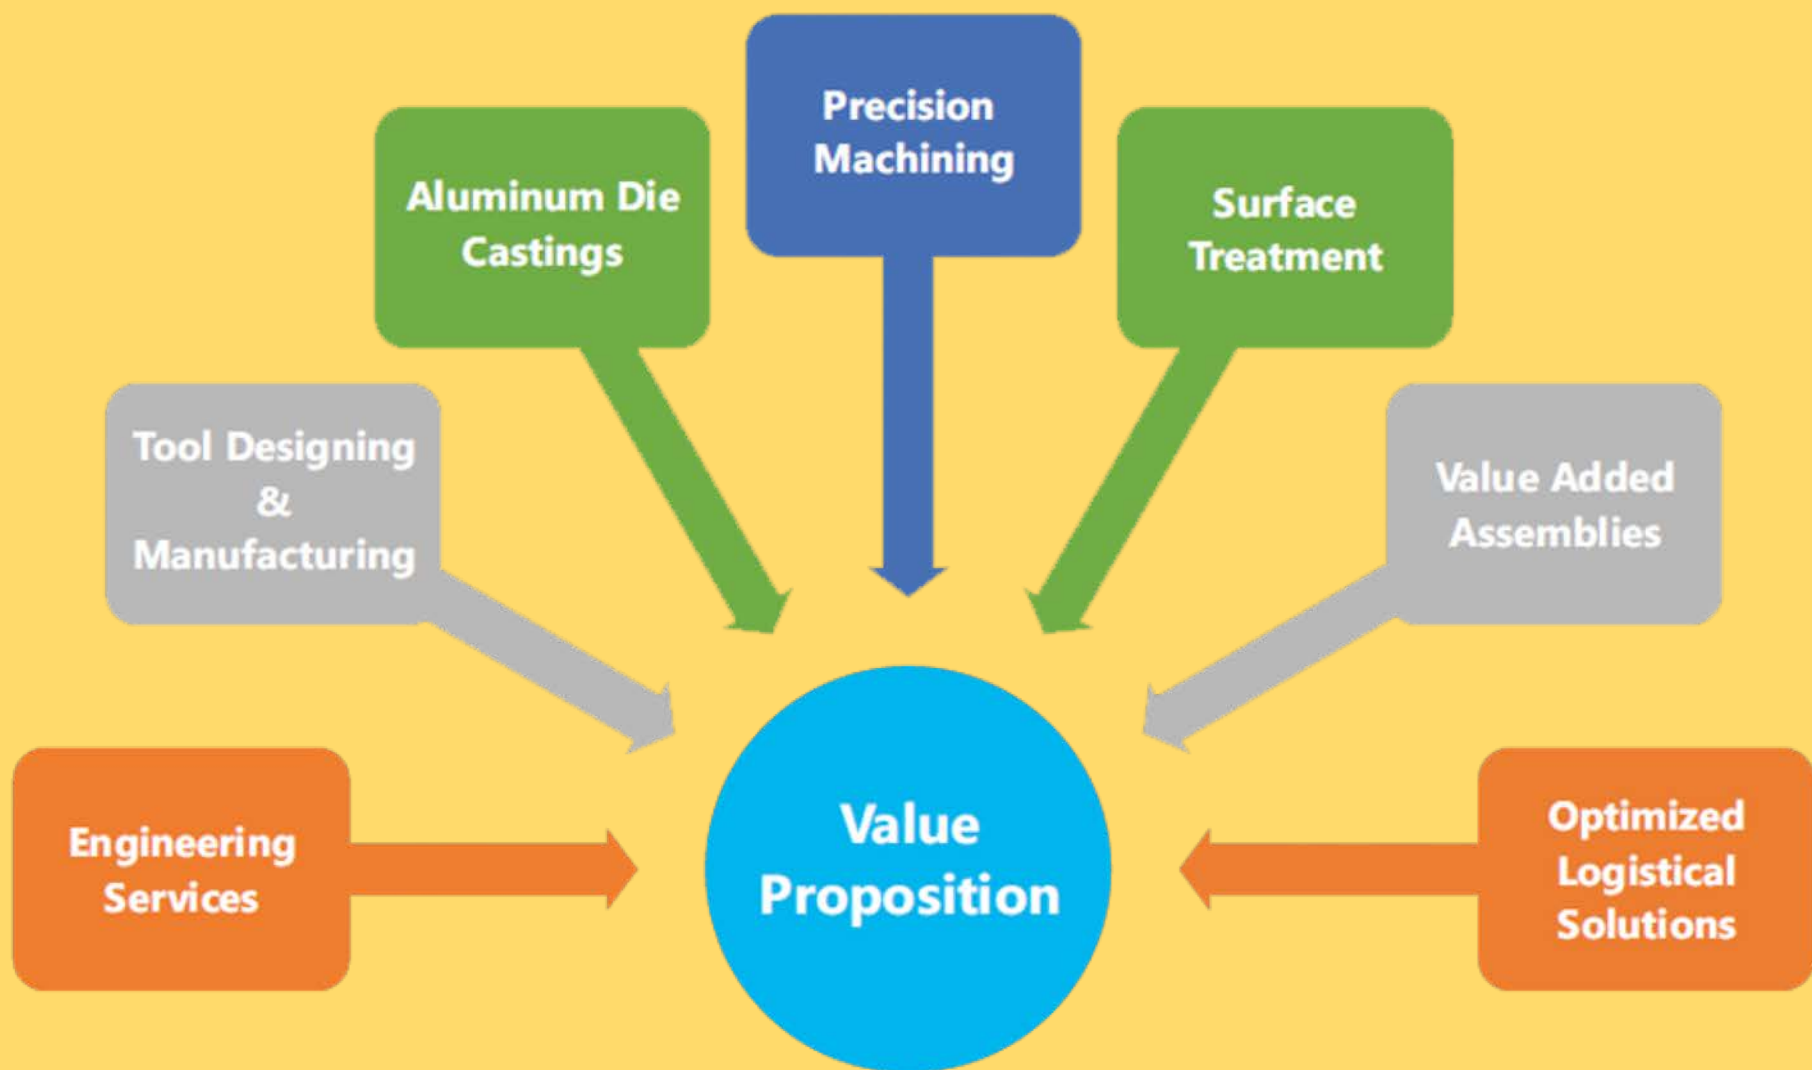 Precision
Machining
Aluminum Die
Castings
Surface
Treatment
Tool Designing
&
Manufacturing
Value Added
Assemblies
Engineering
Services
Value
Proposition
Optimized
Logistical
Solutions